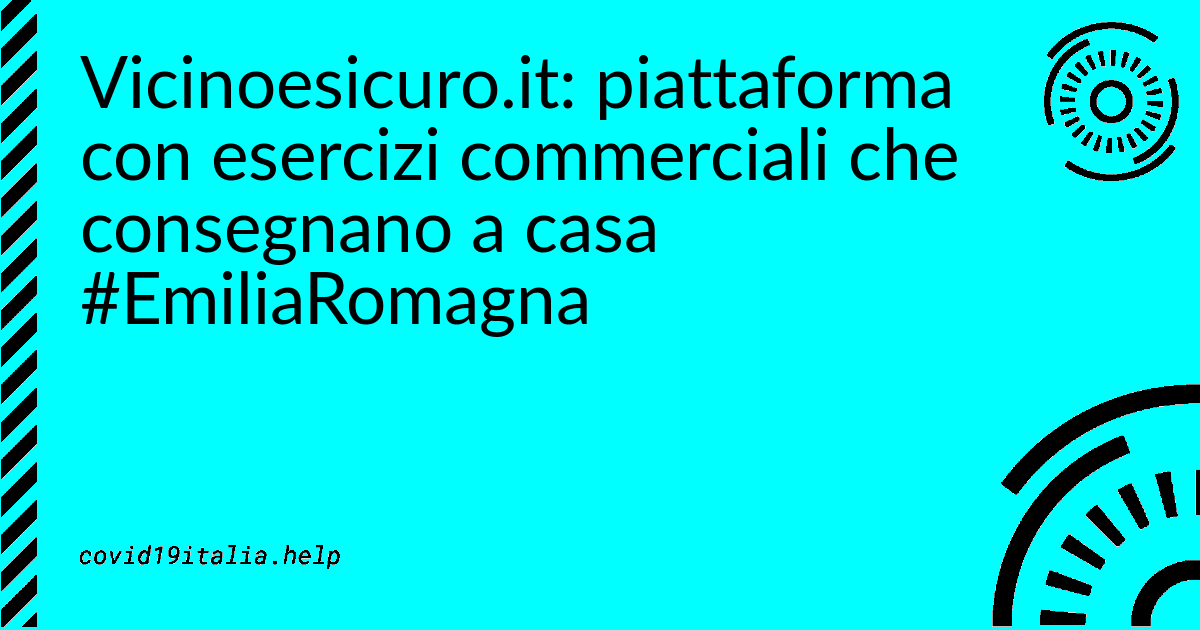 Vicinoesicuro.it: piattaforma
con esercizi commerciali che
consegnano a casa
#EmiliaRomagna
covid19italia.help